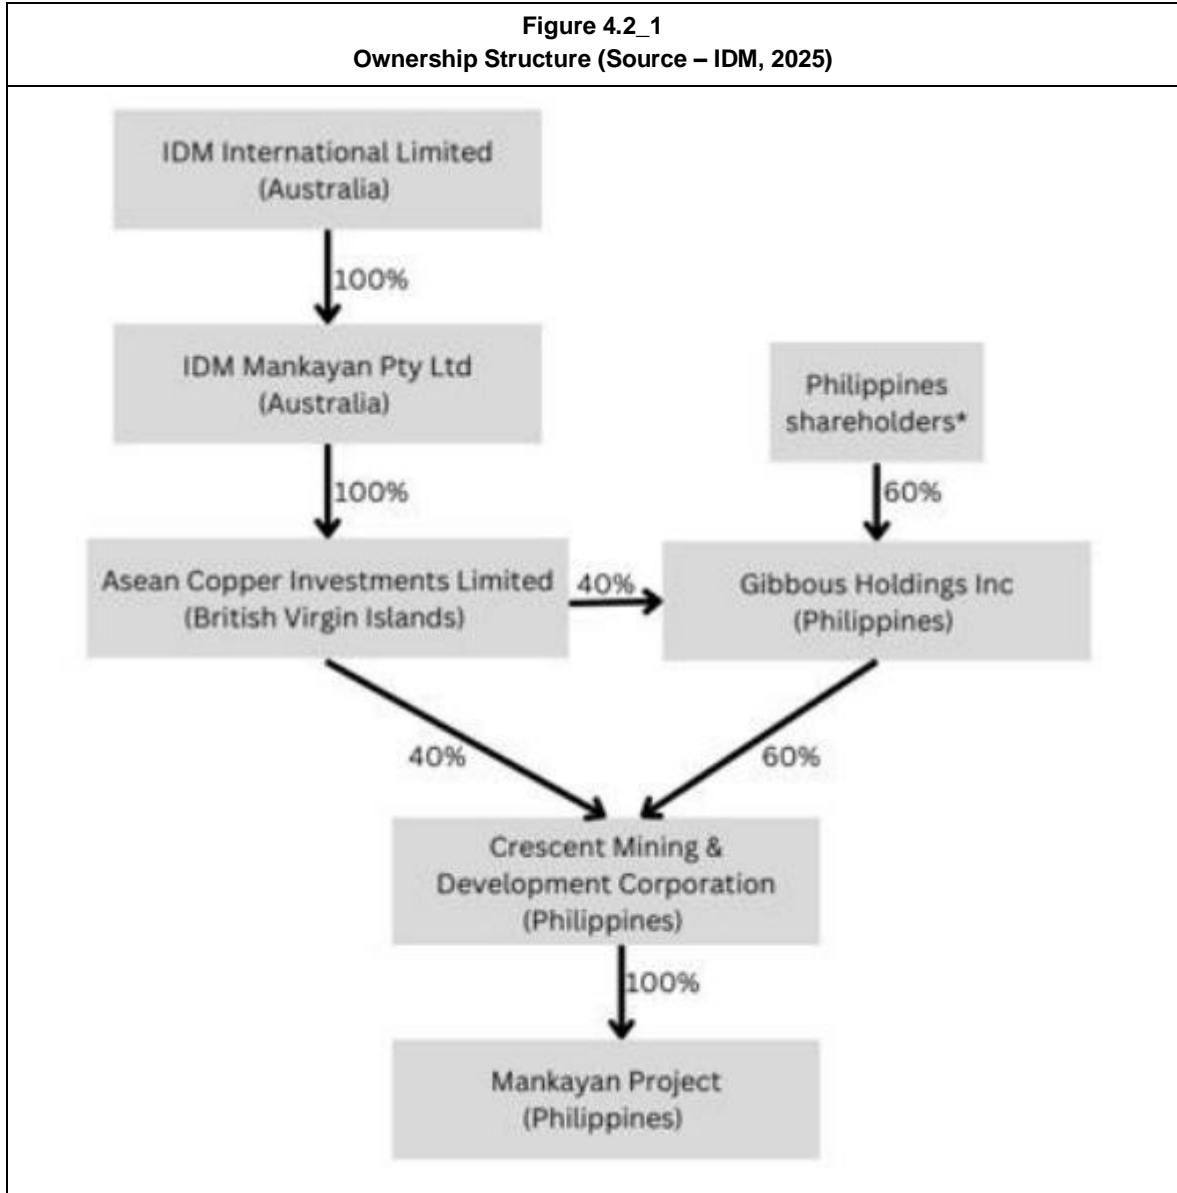 Figure 4.2_1
Ownership Structure (Source – IDM, 2025)
IDM International Limited
(Australia)
100%
IDM Mankayan Pty Ltd
(Australia)
Philippines
shareholders*
100%
60%
Asean Copper Investments Limited
(British Virgin Islands)
40%
Gibbous Holdings Inc
(Philippines)
40%
60%
Crescent Mining &
Development Corporation
(Philippines)
100%
Mankayan Project
(Philippines)